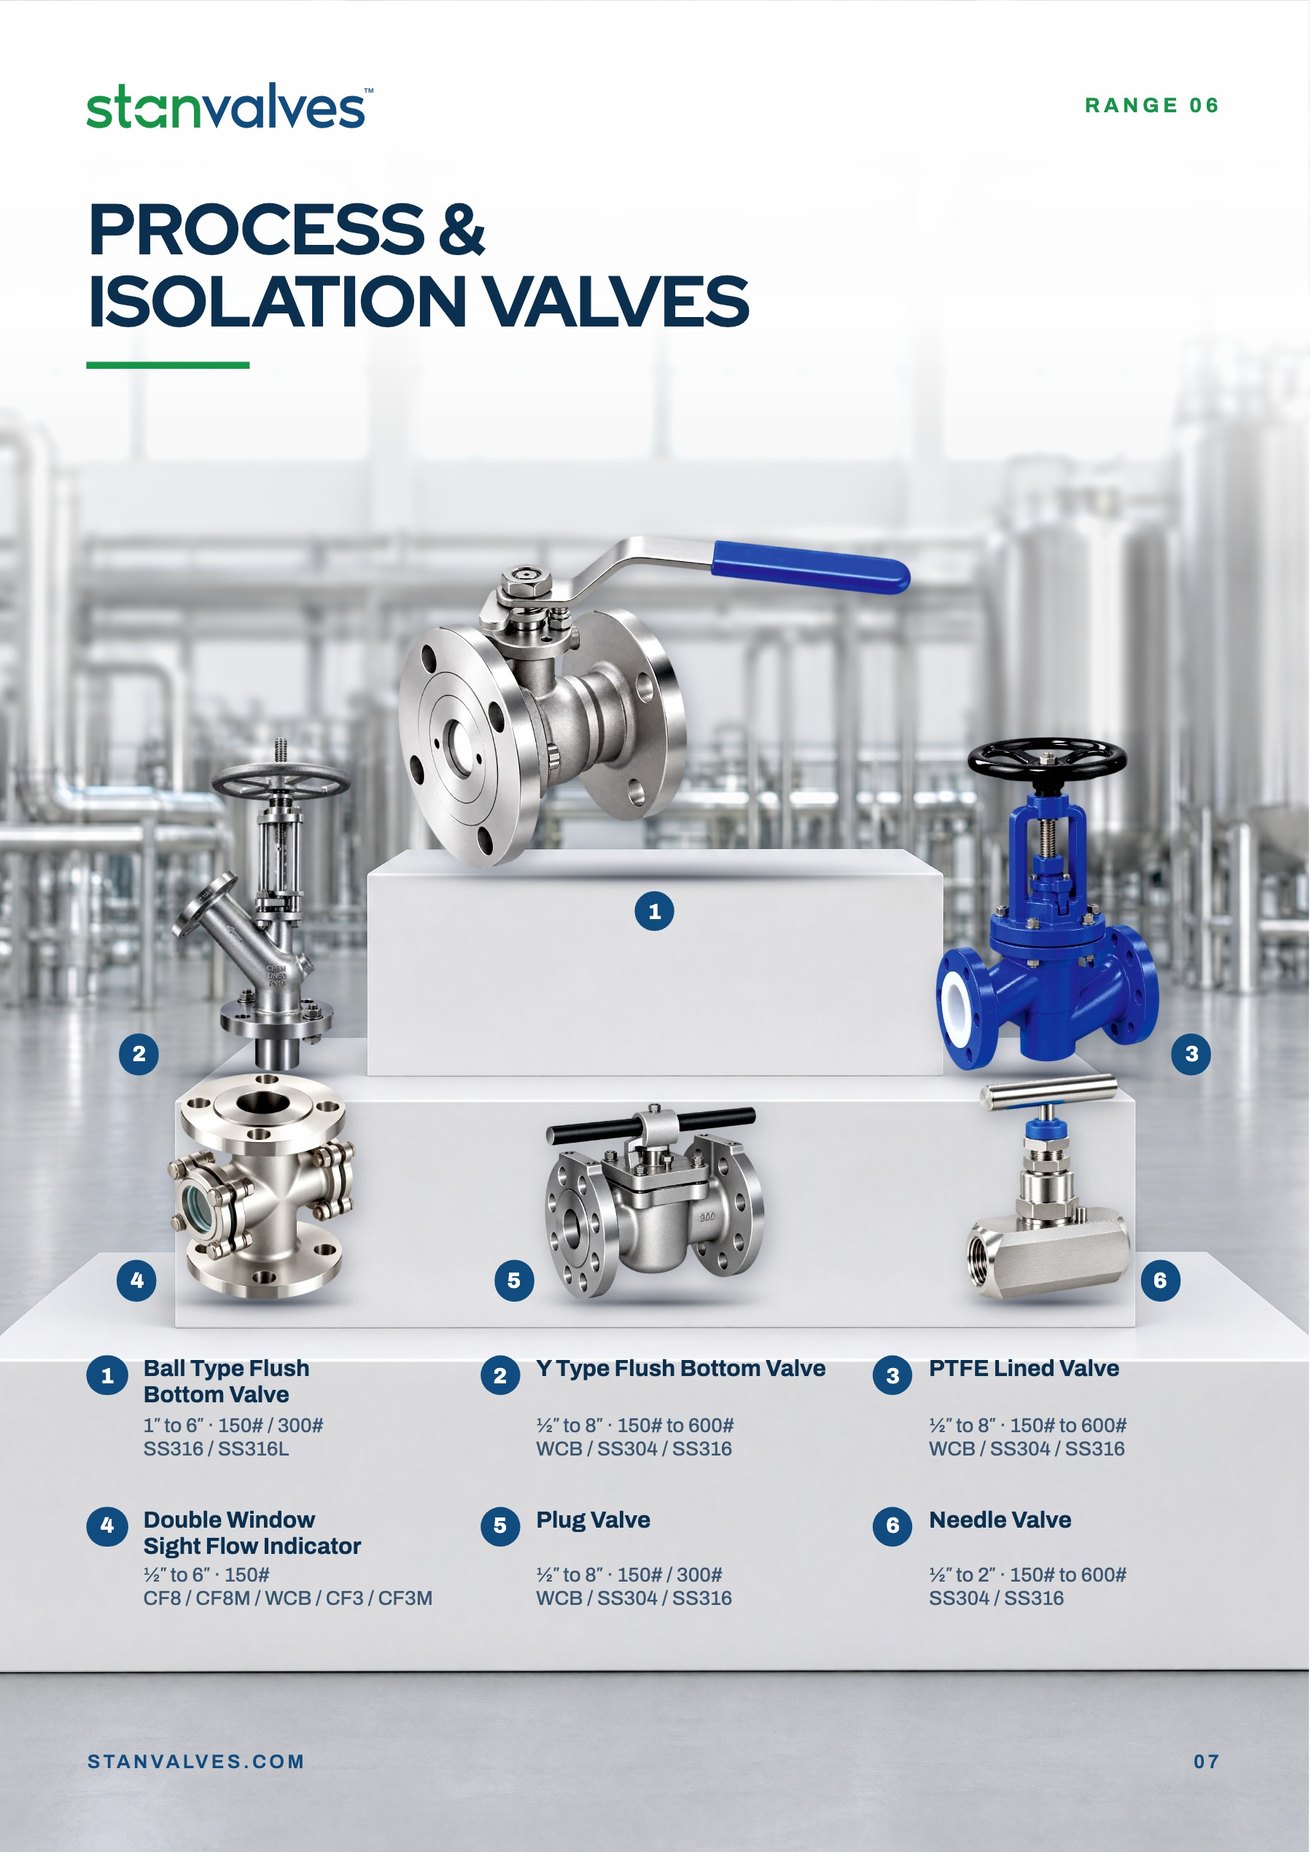 stanvalves™
RANGE 06
PROCESS &
ISOLATION VALVES
1
2
3
300
4
5
6
1 Ball Type Flush
Bottom Valve
1″ to 6″ · 150# / 300#
SS316 / SS316L
2 Y Type Flush Bottom Valve
½″ to 8″ · 150# to 600#
WCB / SS304 / SS316
3 PTFE Lined Valve
½″ to 8″ · 150# to 600#
WCB / SS304 / SS316
4 Double Window
Sight Flow Indicator
½″ to 6″ · 150#
CF8 / CF8M / WCB / CF3 / CF3M
5 Plug Valve
½″ to 8″ · 150# / 300#
WCB / SS304 / SS316
6 Needle Valve
½″ to 2″ · 150# to 600#
SS304 / SS316
STANVALVES.COM
07